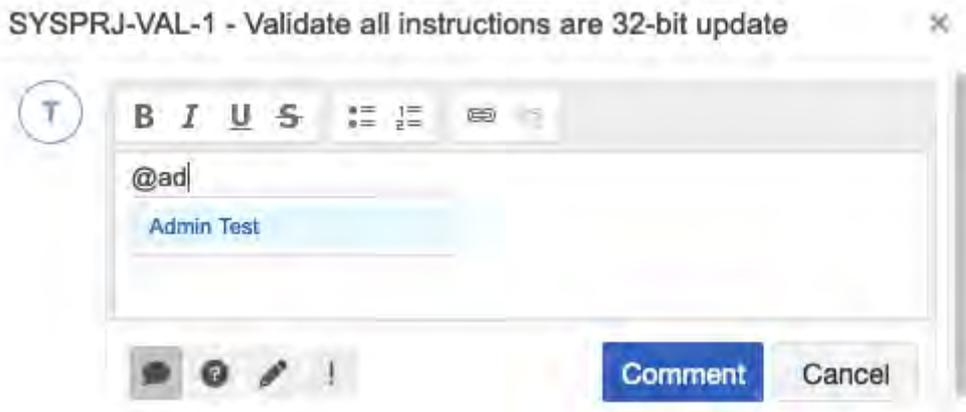 SYSPRJ-VAL-1 - Validate all instructions are 32-bit update
T
B I U S
@ad
Admin Test
Comment Cancel